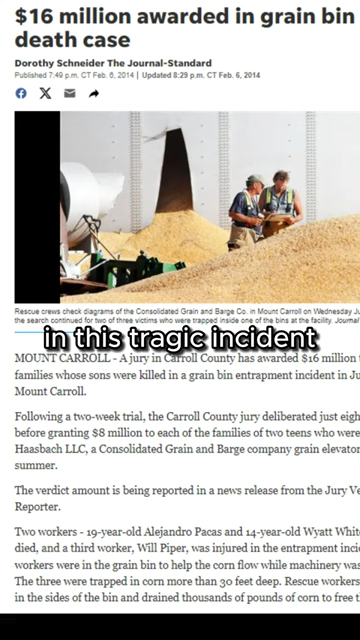 $16 million awarded in grain bin
death case
Dorothy Schneider The Journal-Standard
Published 7:49 p.m. CT Feb. 6, 2014 | Updated 8:29 p.m. CT Feb. 6, 2014
Rescue crews check diagrams of the Consolidated Grain and Barge Co. in Mount Carroll on Wednesday
the search continued for two of three victims who were trapped inside one of the bins at the facility.
in this tragic incident
MOUNT CARROLL - A jury in Carroll County has awarded $16 million
families whose sons were killed in a grain bin entrapment incident in
Mount Carroll.
Following a two-week trial, the Carroll County jury deliberated just
before granting $8 million to each of the families of two teens who were
Haasbach LLC, a Consolidated Grain and Barge company grain elevator
summer.
The verdict amount is being reported in a news release from the Jury
Reporter.
Two workers - 19-year-old Alejandro Pacas and 14-year-old Wyatt
died, and a third worker, Will Piper, was injured in the entrapment
workers were in the grain bin to help the corn flow while machinery was
The three were trapped in corn more than 30 feet deep. Rescue workers
in the sides of the bin and drained thousands of pounds of corn to free